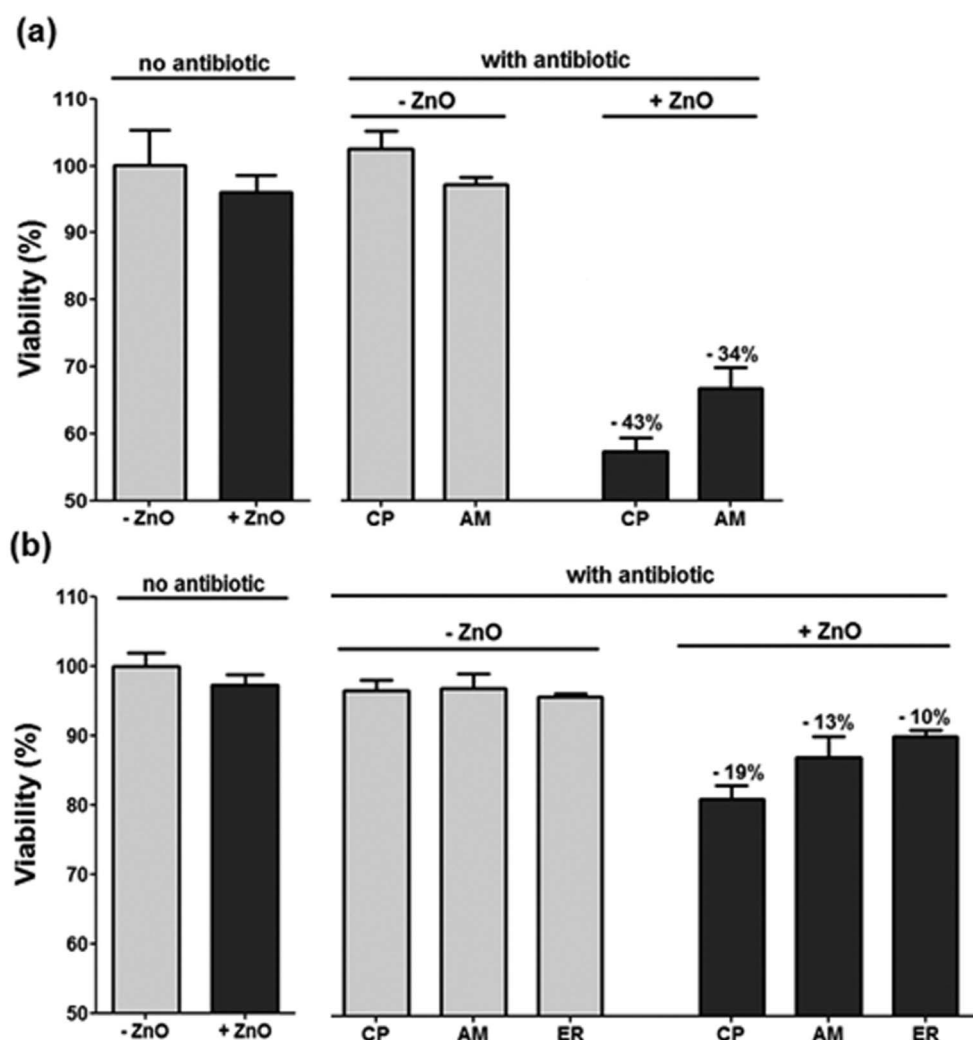 (a)
no antibiotic
with antibiotic
- ZnO
+ ZnO
Viability (%)
110
100
90
80
70
60
50
- 43%
- 34%
- ZnO
+ ZnO
CP
AM
CP
AM
(b)
no antibiotic
with antibiotic
- ZnO
+ ZnO
Viability (%)
110
100
90
80
70
60
50
- 19%
- 13%
- 10%
- ZnO
+ ZnO
CP
AM
ER
CP
AM
ER